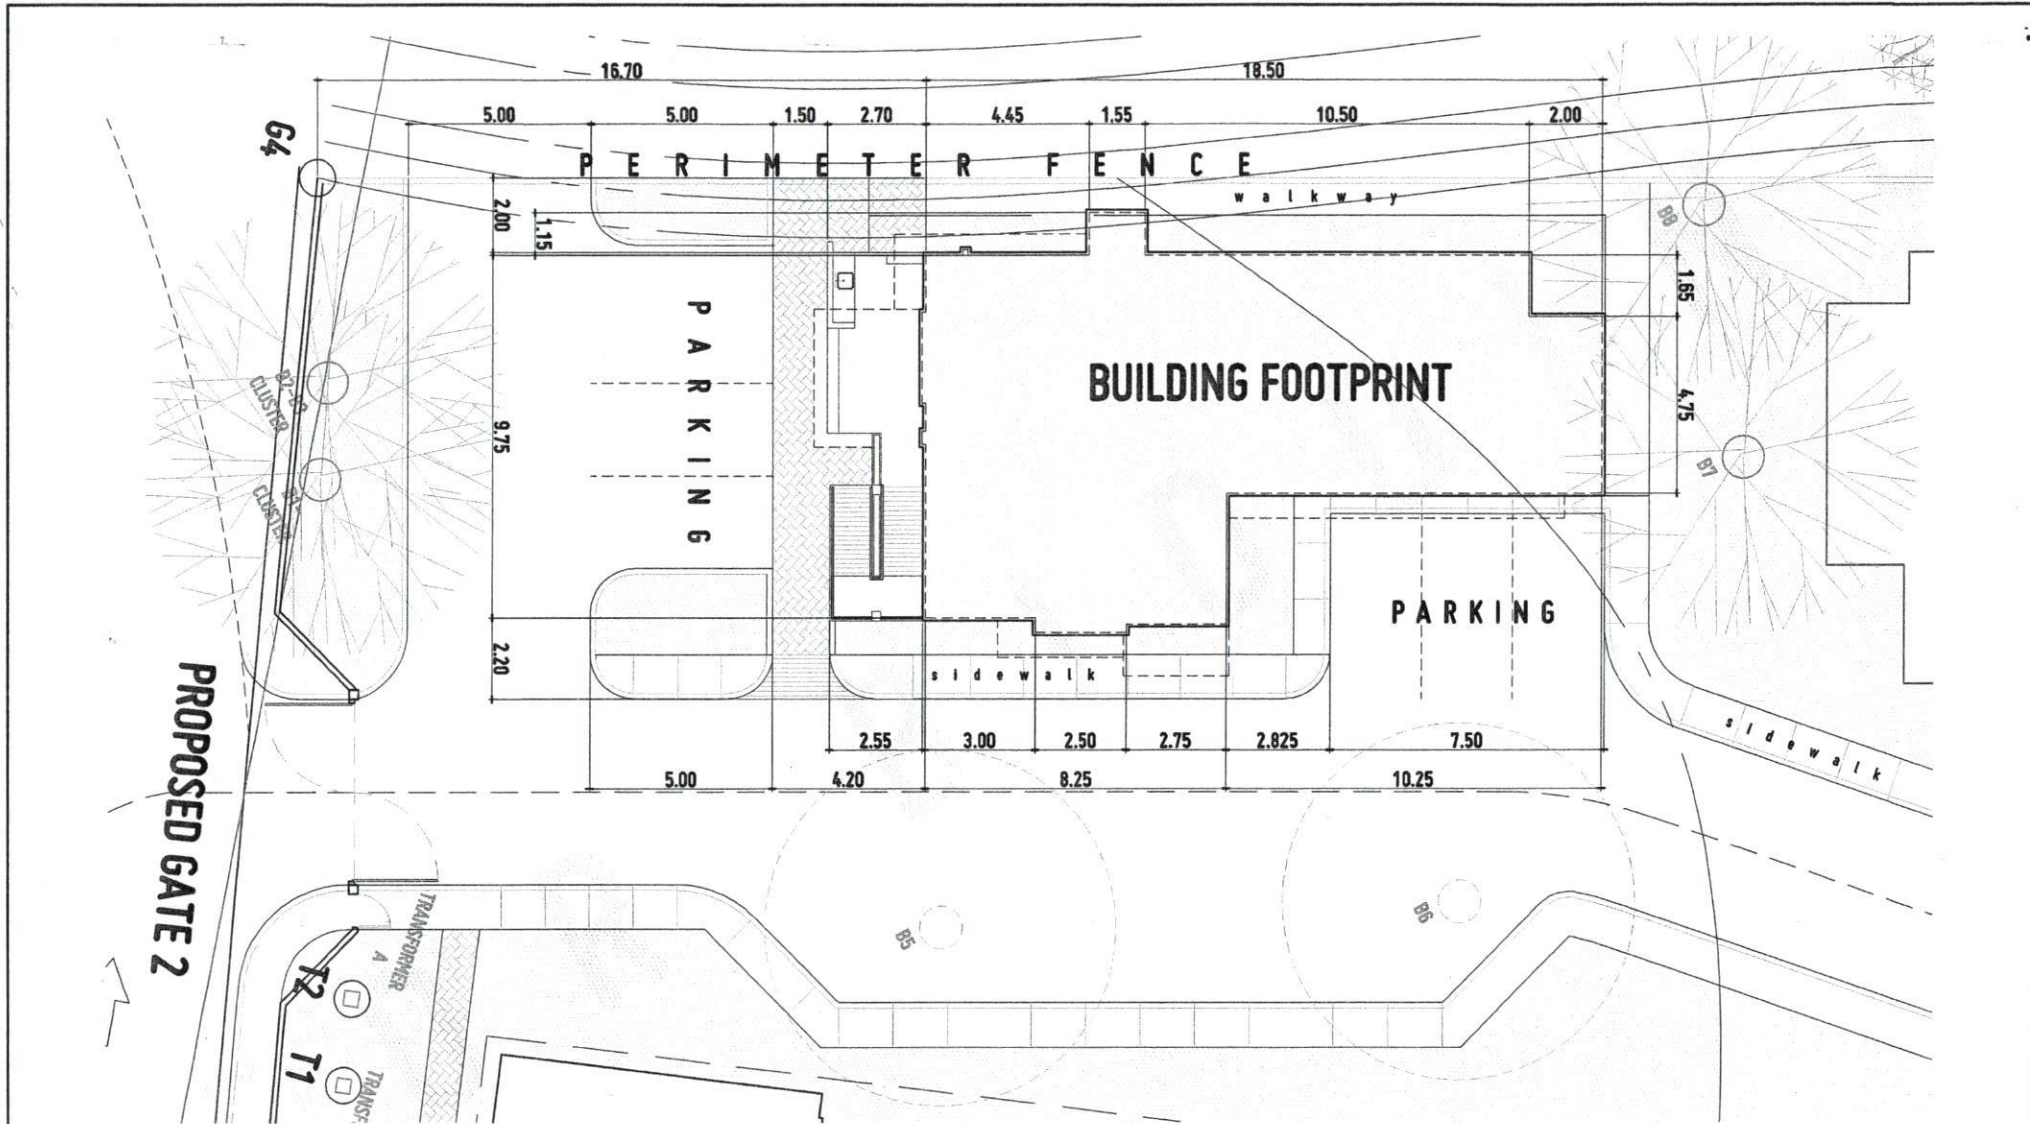 16.70 18.50
5.00 5.00 1.50 2.70 4.45 1.55 10.50 2.00
G4
PERIMETER FENCE
walkway
2.00
1.15
B8
1.65
PARKING
BUILDING FOOTPRINT
4.75
B2-B3
CLUSTER
9.75
B7
CLUSTER
PARKING
2.20
sidewalk
sidewalk
PROPOSED GATE 2
2.55 3.00 2.50 2.75 2.825 7.50
5.00 4.20 8.25 10.25
TRANSFORMER
A
B5
B6
T2
T1